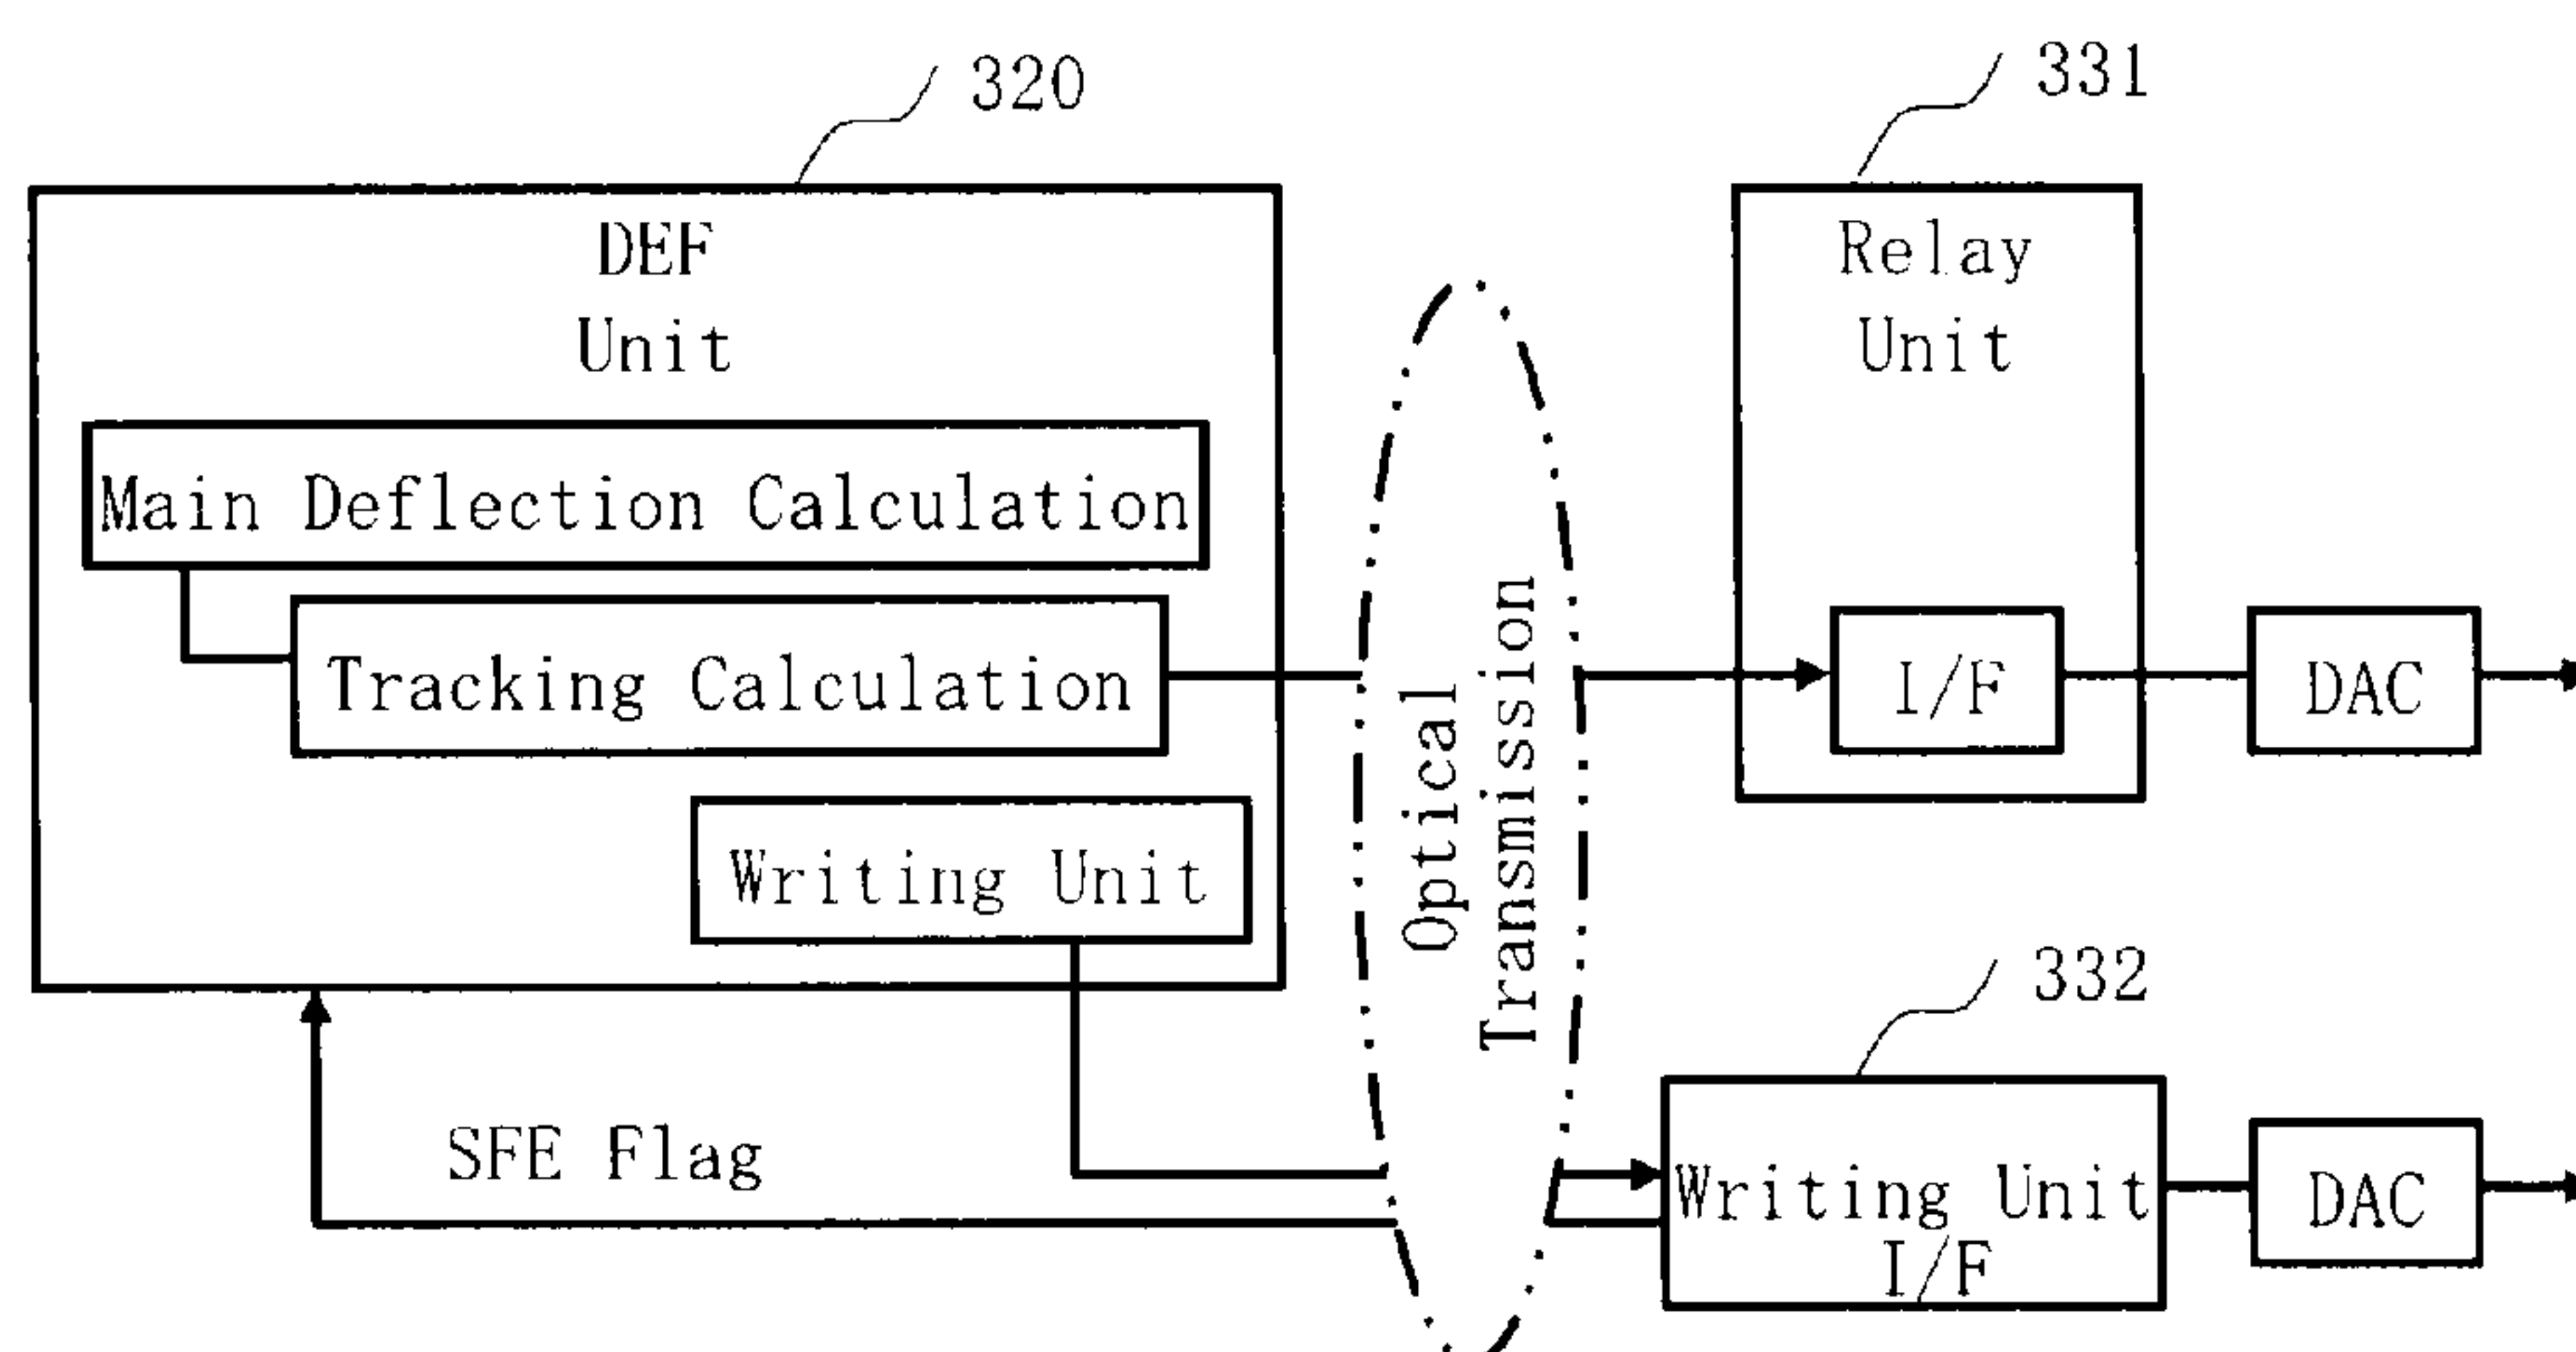 320
331
DEF
Unit
Relay
Unit
Main Deflection Calculation
Tracking Calculation
I/F
DAC
Optical
Transmission
Writing Unit
332
SFE Flag
Writing Unit
I/F
DAC